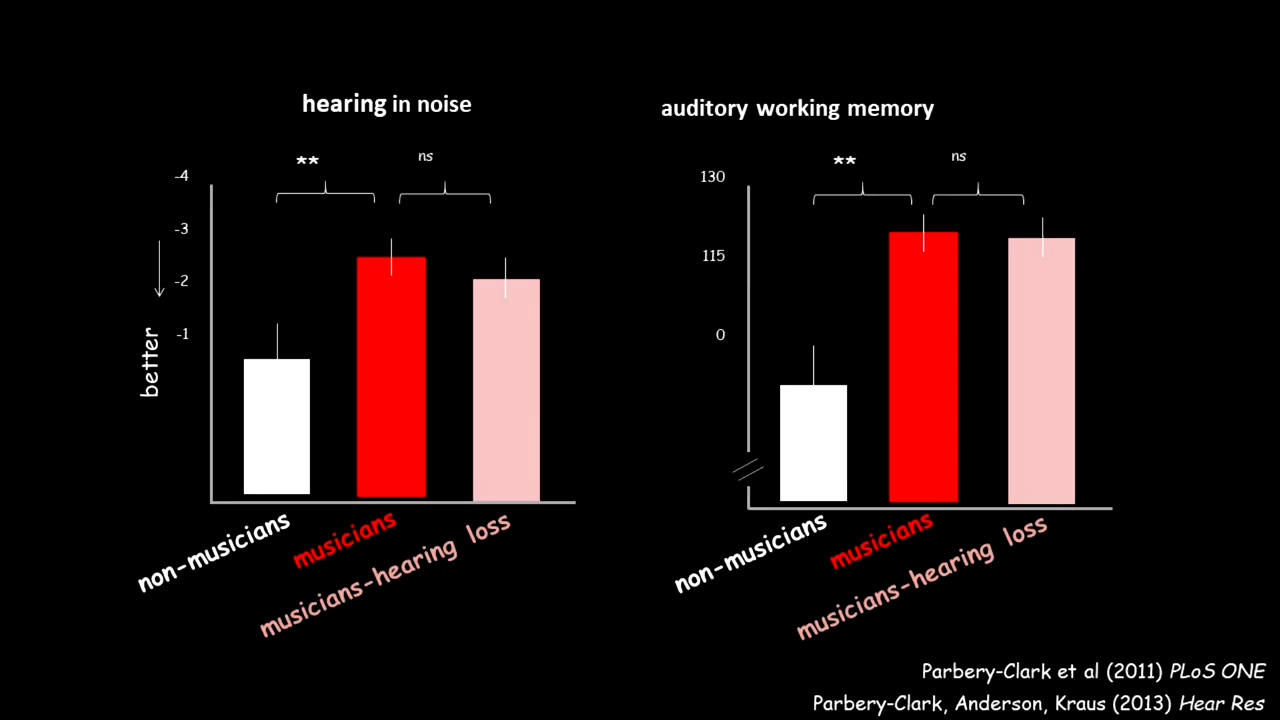 hearing in noise
**
ns
-4
-3
-2
-1
better
non-musicians
musicians
musicians-hearing loss
auditory working memory
**
ns
130
115
0
non-musicians
musicians
musicians-hearing loss
Parbery-Clark et al (2011) PLoS ONE
Parbery-Clark, Anderson, Kraus (2013) Hear Res